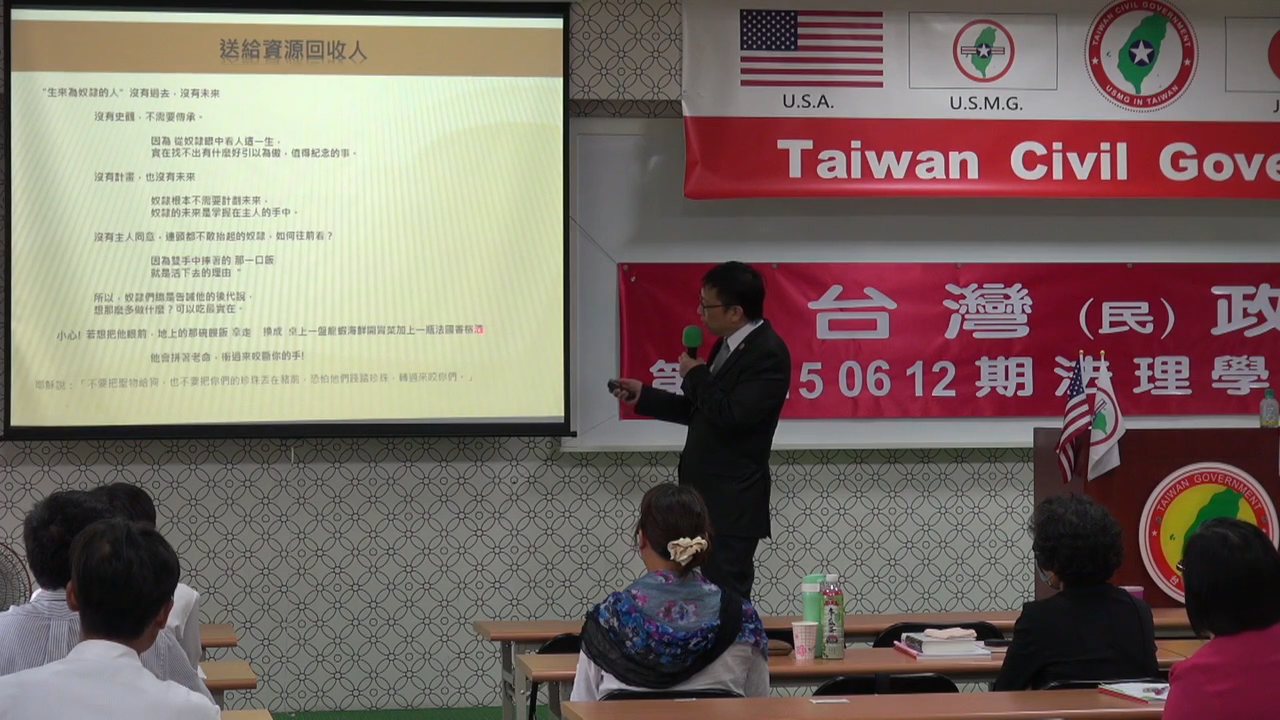 送給資源回收人
"生來為奴隸的人" 沒有過去，沒有未來
沒有史觀，不需要傳承。
因為 從奴隸眼中看人這一生，
實在找不出有什麼好引以為傲，值得紀念的事。
沒有計畫，也沒有未來
奴隸根本不需要計劃未來，
奴隸的未來是掌握在主人的手中。
沒有主人同意，連頭都不敢抬起的奴隸，如何往前看？
因為雙手中捧著的 那一口飯
就是活下去的理由 "
所以，奴隸們總是告誡他的後代說，
想那麼多做什麼？可以吃最實在。
小心! 若想把他眼前，地上的那碗餿飯 拿走 換成 桌上一盤龍蝦海鮮開胃菜加上一瓶法國香檳酒
他會拼著老命，衝過來咬斷你的手!
耶穌說：「不要把聖物給狗，也不要把你們的珍珠丟在豬前，恐怕他們踐踏珍珠，轉過來咬你們。」
U.S.A.
U.S.M.G.
TAIWAN CIVIL GOVERNMENT
USMG IN TAIWAN
J
Taiwan Civil Gove
台灣（民）政
第 5 06 12 期 法理學
TAIWAN GOVERNMENT